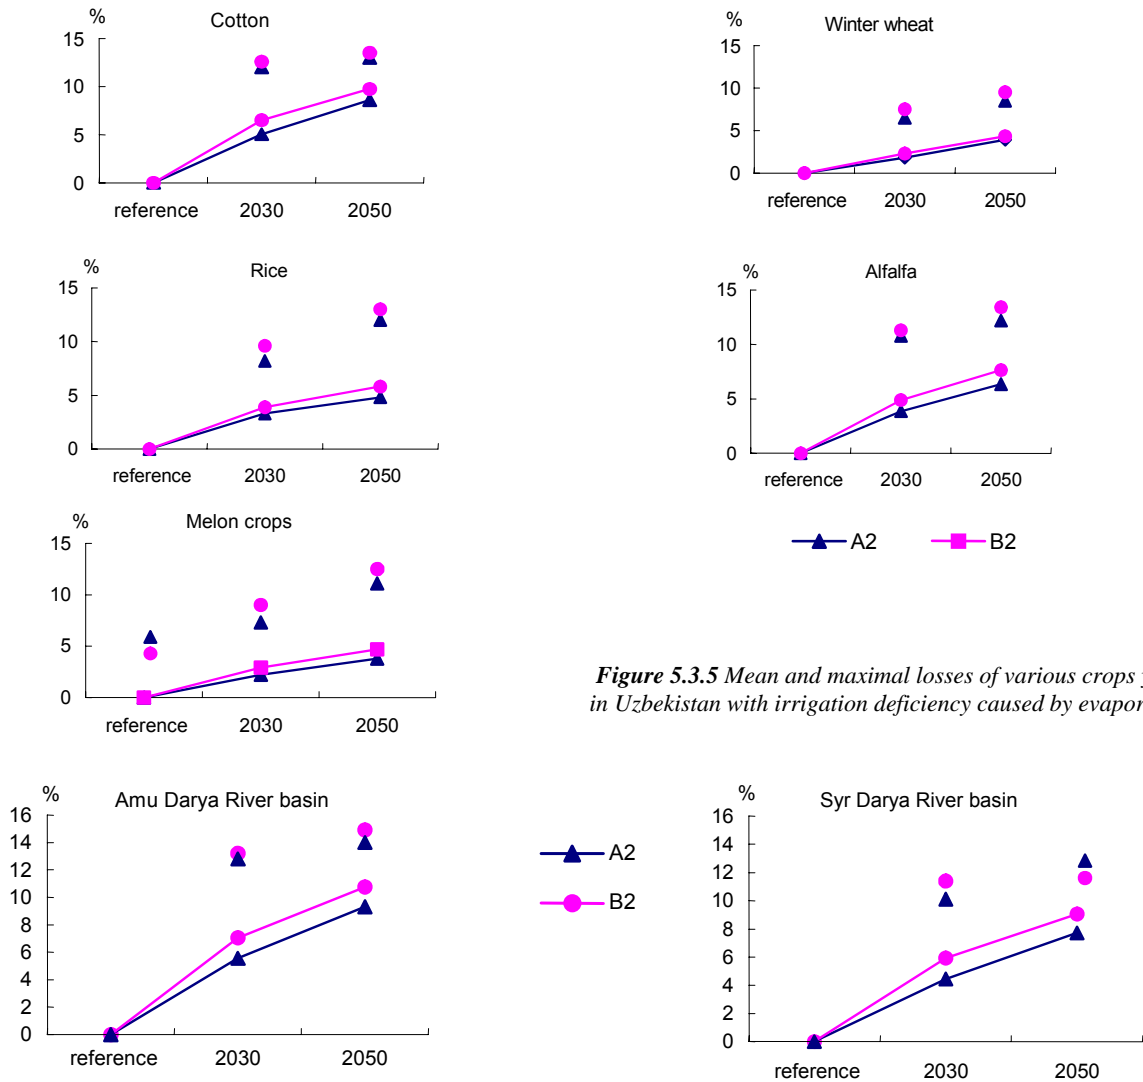 %
Cotton
15
10
5
0
reference 2030 2050
%
Winter wheat
15
10
5
0
reference 2030 2050
%
Rice
15
10
5
0
reference 2030 2050
%
Alfalfa
15
10
5
0
reference 2030 2050
%
Melon crops
15
10
5
0
reference 2030 2050
A2 B2
Figure 5.3.5 Mean and maximal losses of various crops
in Uzbekistan with irrigation deficiency caused by
%
Amu Darya River basin
16
14
12
10
8
6
4
2
0
reference 2030 2050
A2
B2
%
Syr Darya River basin
16
14
12
10
8
6
4
2
0
reference 2030 2050